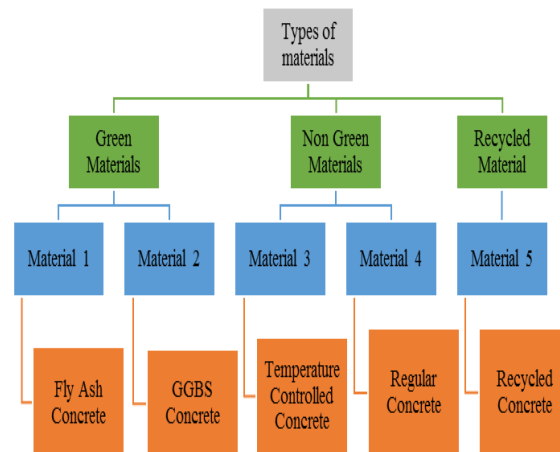 Types of
materials
Green
Materials
Non Green
Materials
Recycled
Material
Material 1
Material 2
Material 3
Material 4
Material 5
Fly Ash
Concrete
GGBS
Concrete
Temperature
Controlled
Concrete
Regular
Concrete
Recycled
Concrete